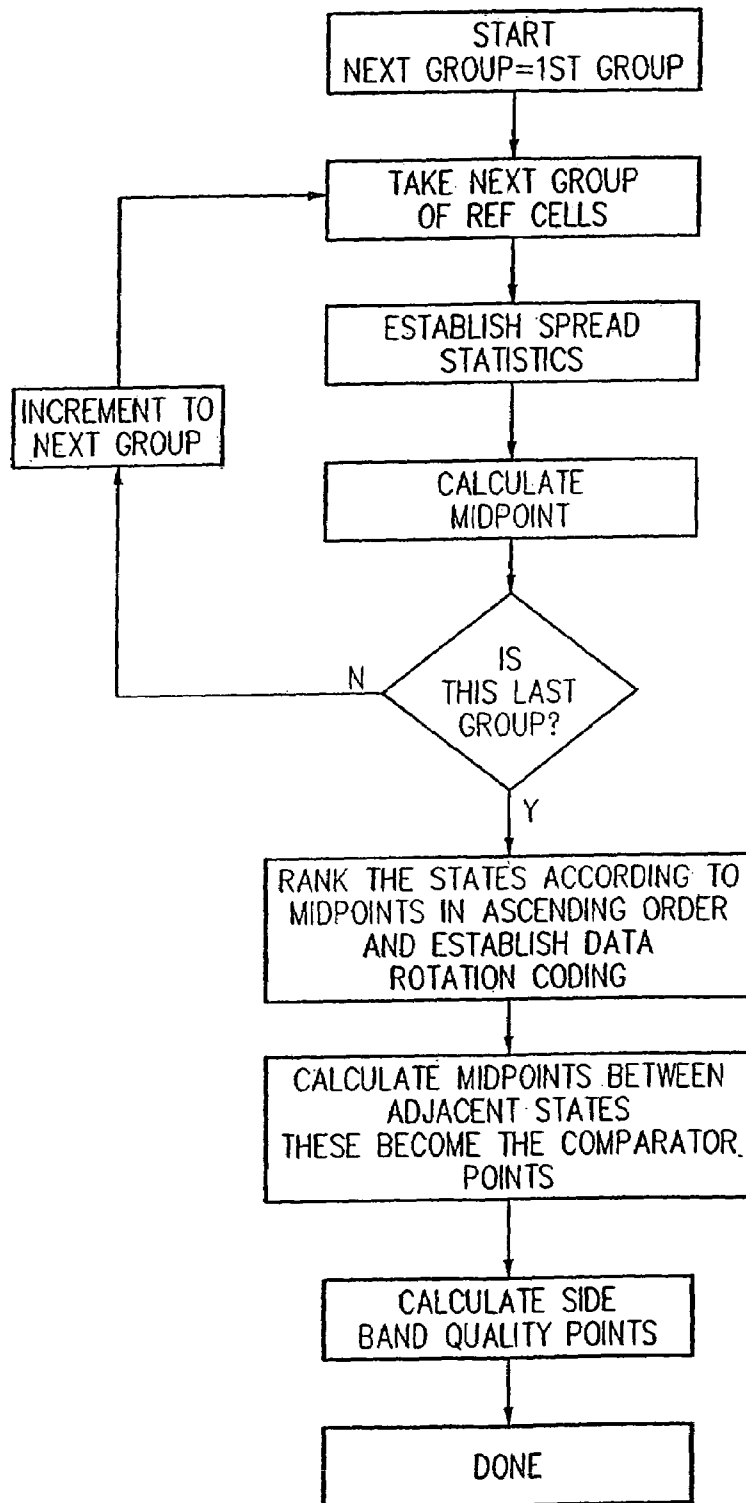 START
NEXT GROUP=1ST GROUP
TAKE NEXT GROUP
OF REF CELLS
ESTABLISH SPREAD
STATISTICS
INCREMENT TO
NEXT GROUP
CALCULATE
MIDPOINT
IS
THIS LAST
GROUP?
N
Y
RANK THE STATES ACCORDING TO
MIDPOINTS IN ASCENDING ORDER
AND ESTABLISH DATA
ROTATION CODING
CALCULATE MIDPOINTS BETWEEN
ADJACENT STATES
THESE BECOME THE COMPARATOR
POINTS
CALCULATE SIDE
BAND QUALITY POINTS
DONE